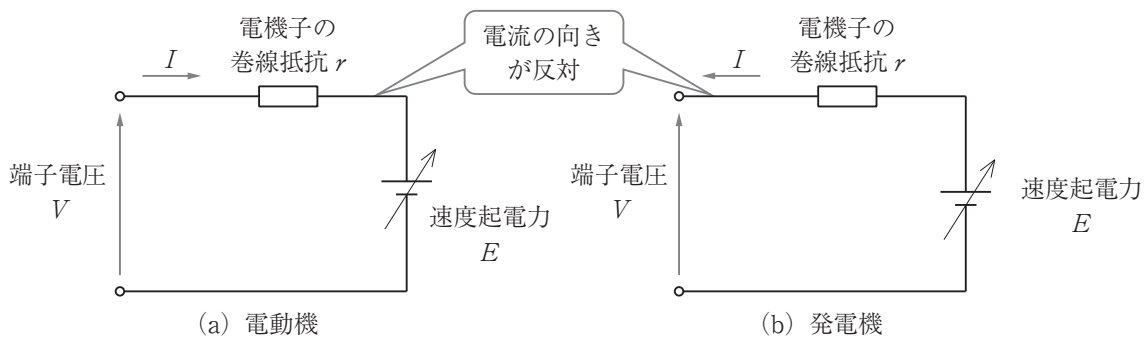 電機子の
巻線抵抗 r
I
電流の向き
が反対
I
電機子の
巻線抵抗 r
端子電圧
V
速度起電力
E
端子電圧
V
速度起電力
E
(a) 電動機
(b) 発電機